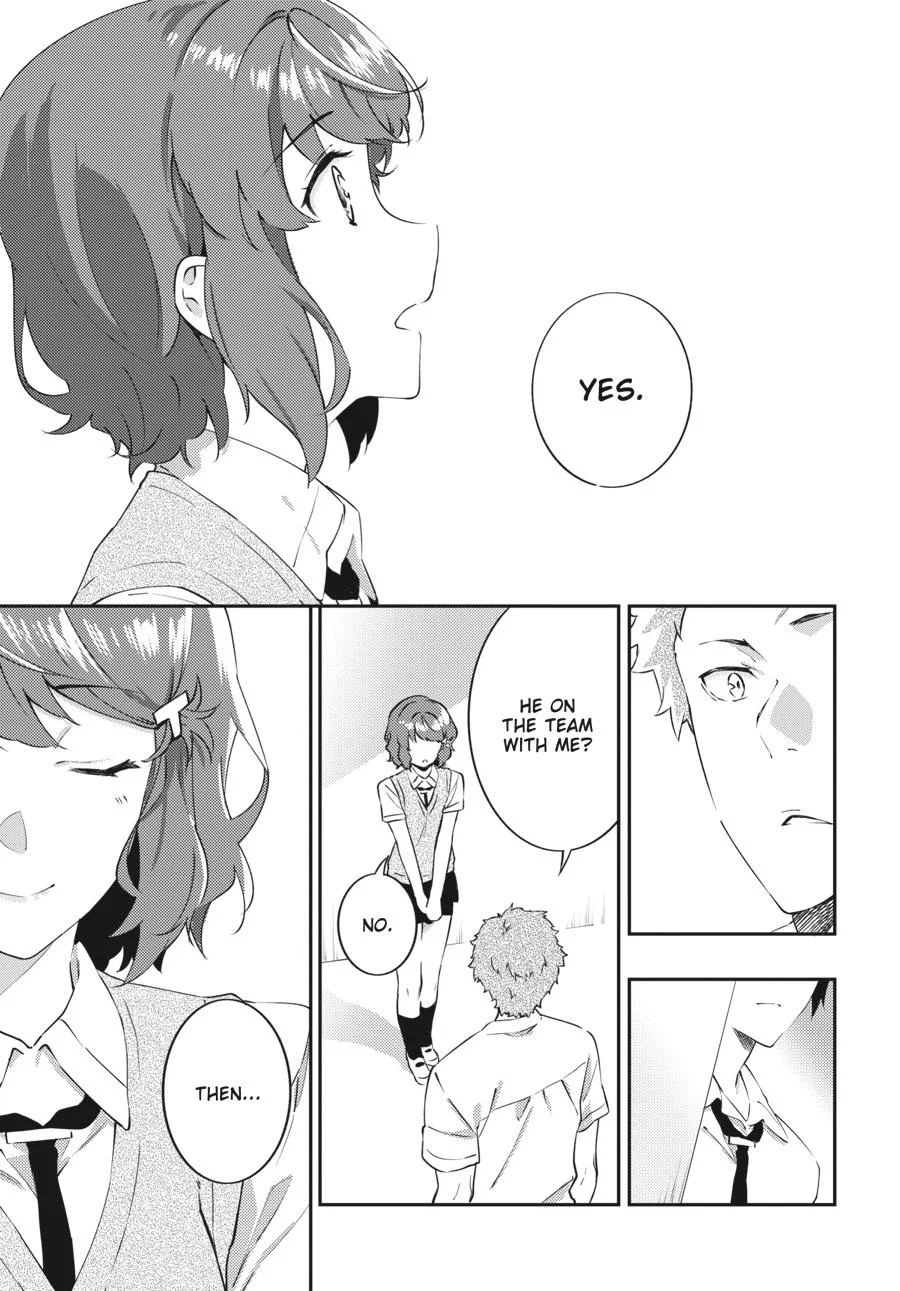 YES.
HE ON
THE TEAM
WITH ME?
NO.
THEN...